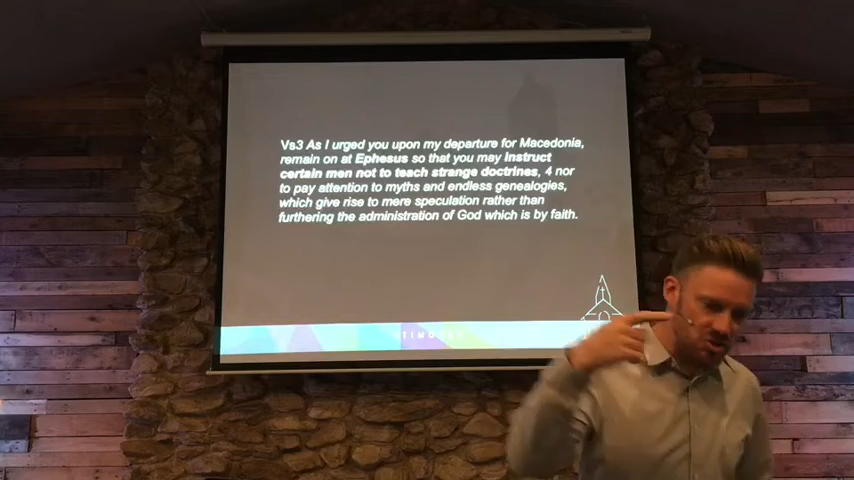 Vs3 As I urged you upon my departure for Macedonia,
remain on at Ephesus so that you may Instruct
certain men not to teach strange doctrines, 4 nor
to pay attention to myths and endless genealogies,
which give rise to mere speculation rather than
furthering the administration of God which is by faith.